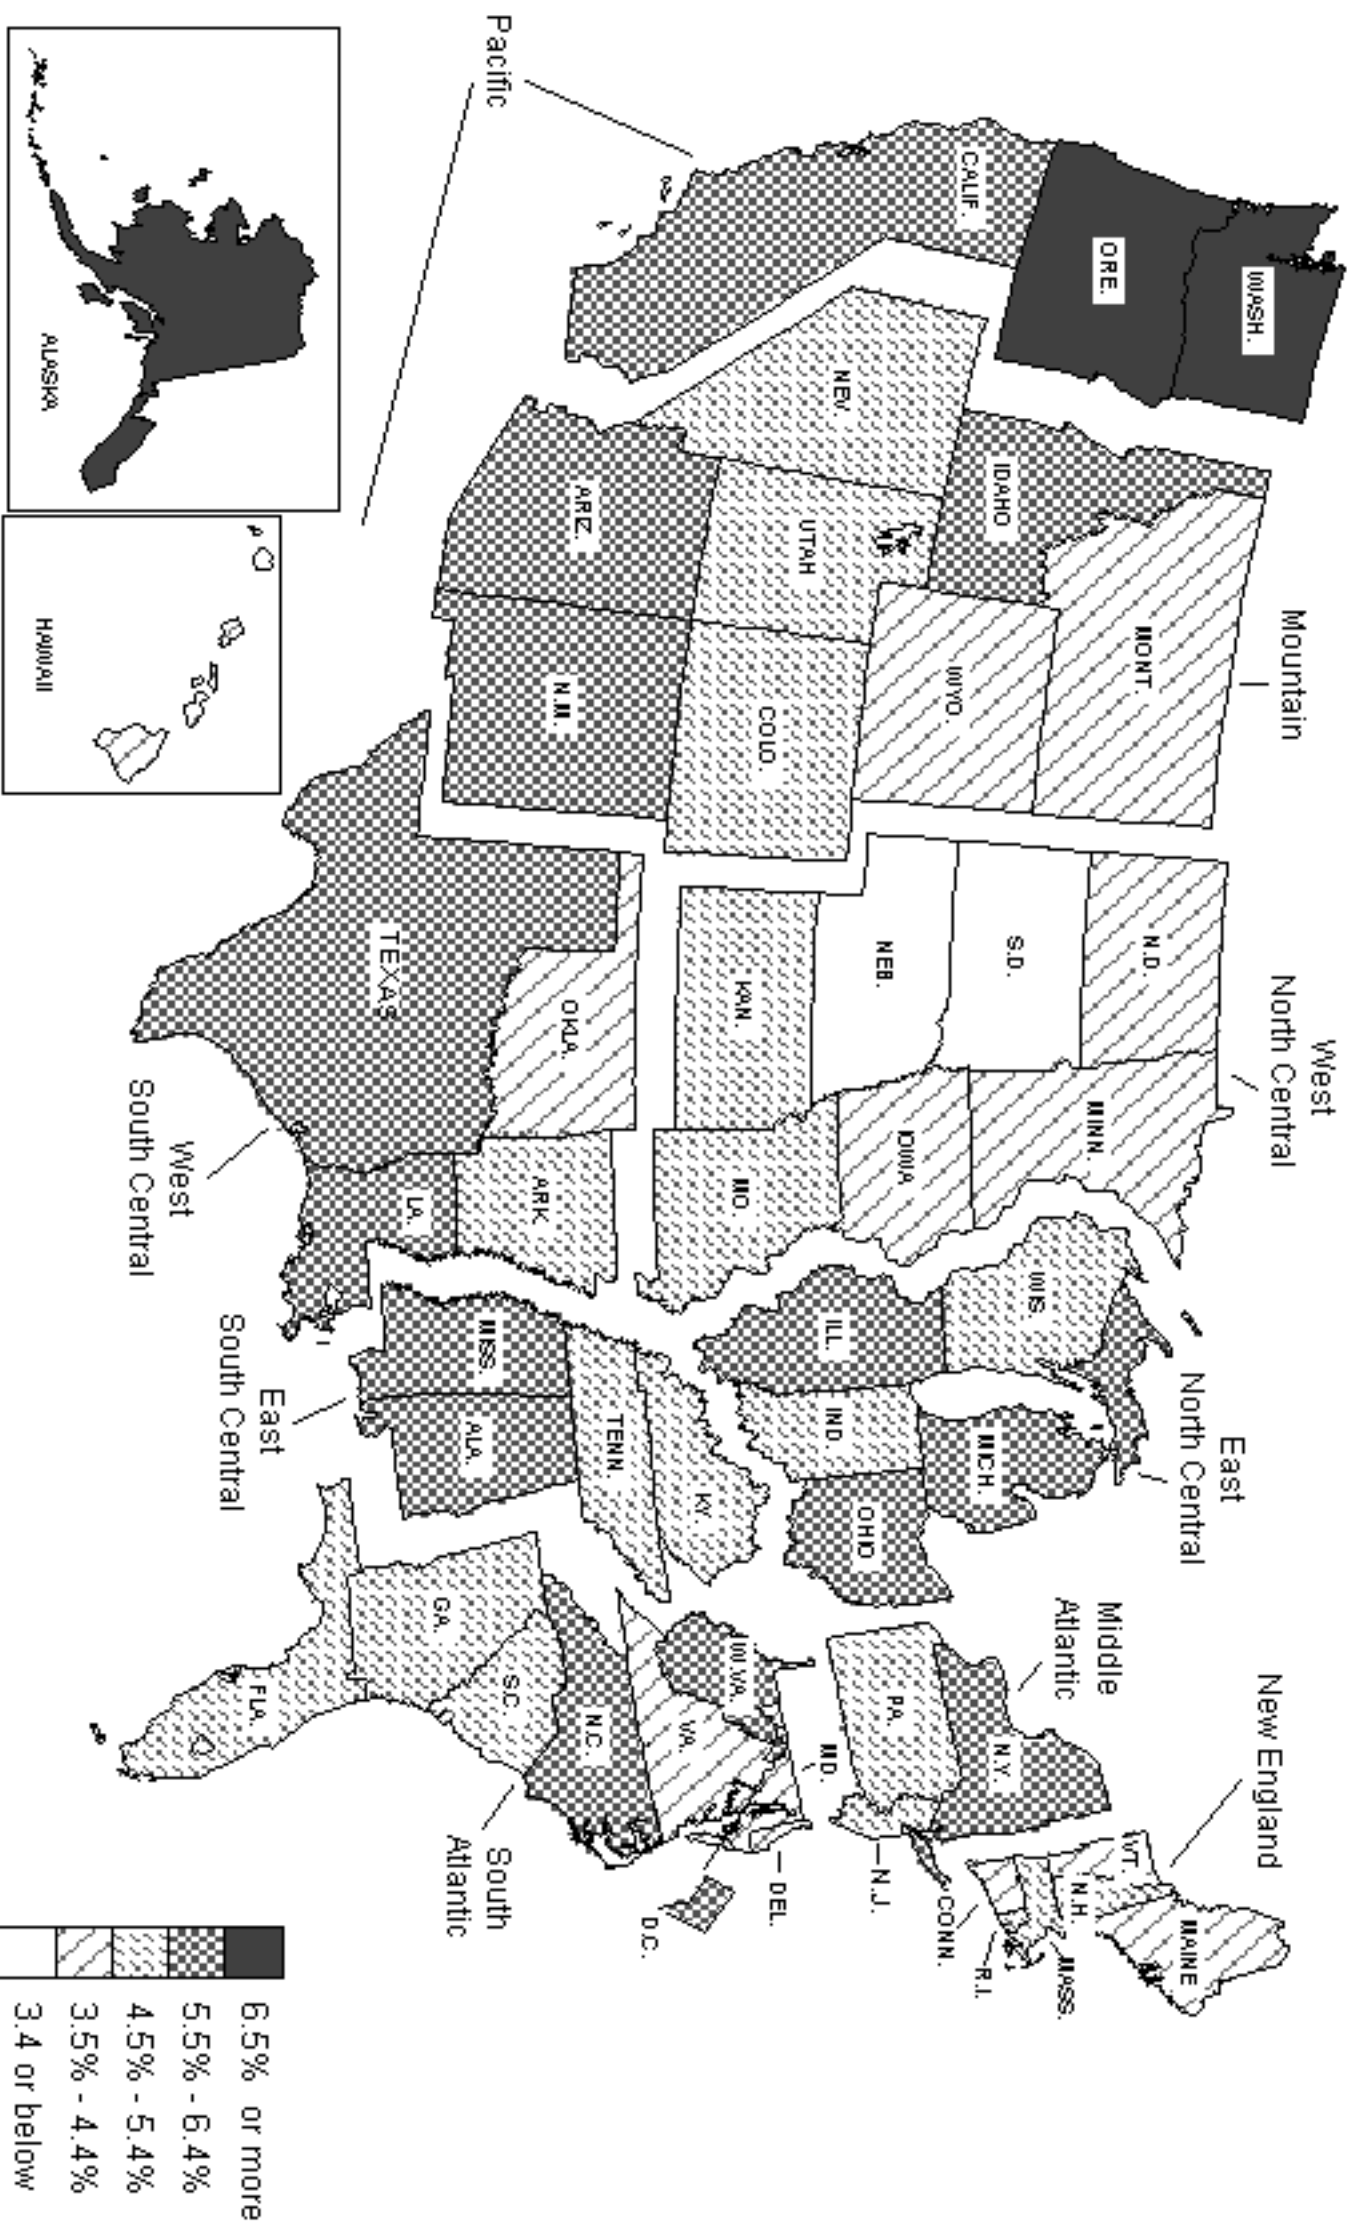 Pacific
Mountain
West
North Central
East
North Central
Middle
Atlantic
New England
WASH.
ORE.
CALIF.
NEV
IDAHO
MONT.
WYO.
UTAH
COLO.
ARIZ.
N.M.
N.D.
S.D.
NEB.
KAN.
OKLA.
TEXAS
MINN.
IOWA
MO.
ARK.
LA.
WIS.
ILL.
IND.
MICH.
OHIO
KY
TENN.
MISS.
ALA.
GA.
FLA.
S.C
N.C.
VA.
W.VA.
MD.
DEL.
D.C.
PA.
N.J.
N.Y.
CONN.
R.I.
MASS.
VT.
N.H.
MAINE
ALASKA
HAWAII
West
South Central
East
South Central
South
Atlantic
6.5% or more
5.5% - 6.4%
4.5% - 5.4%
3.5% - 4.4%
3.4 or below